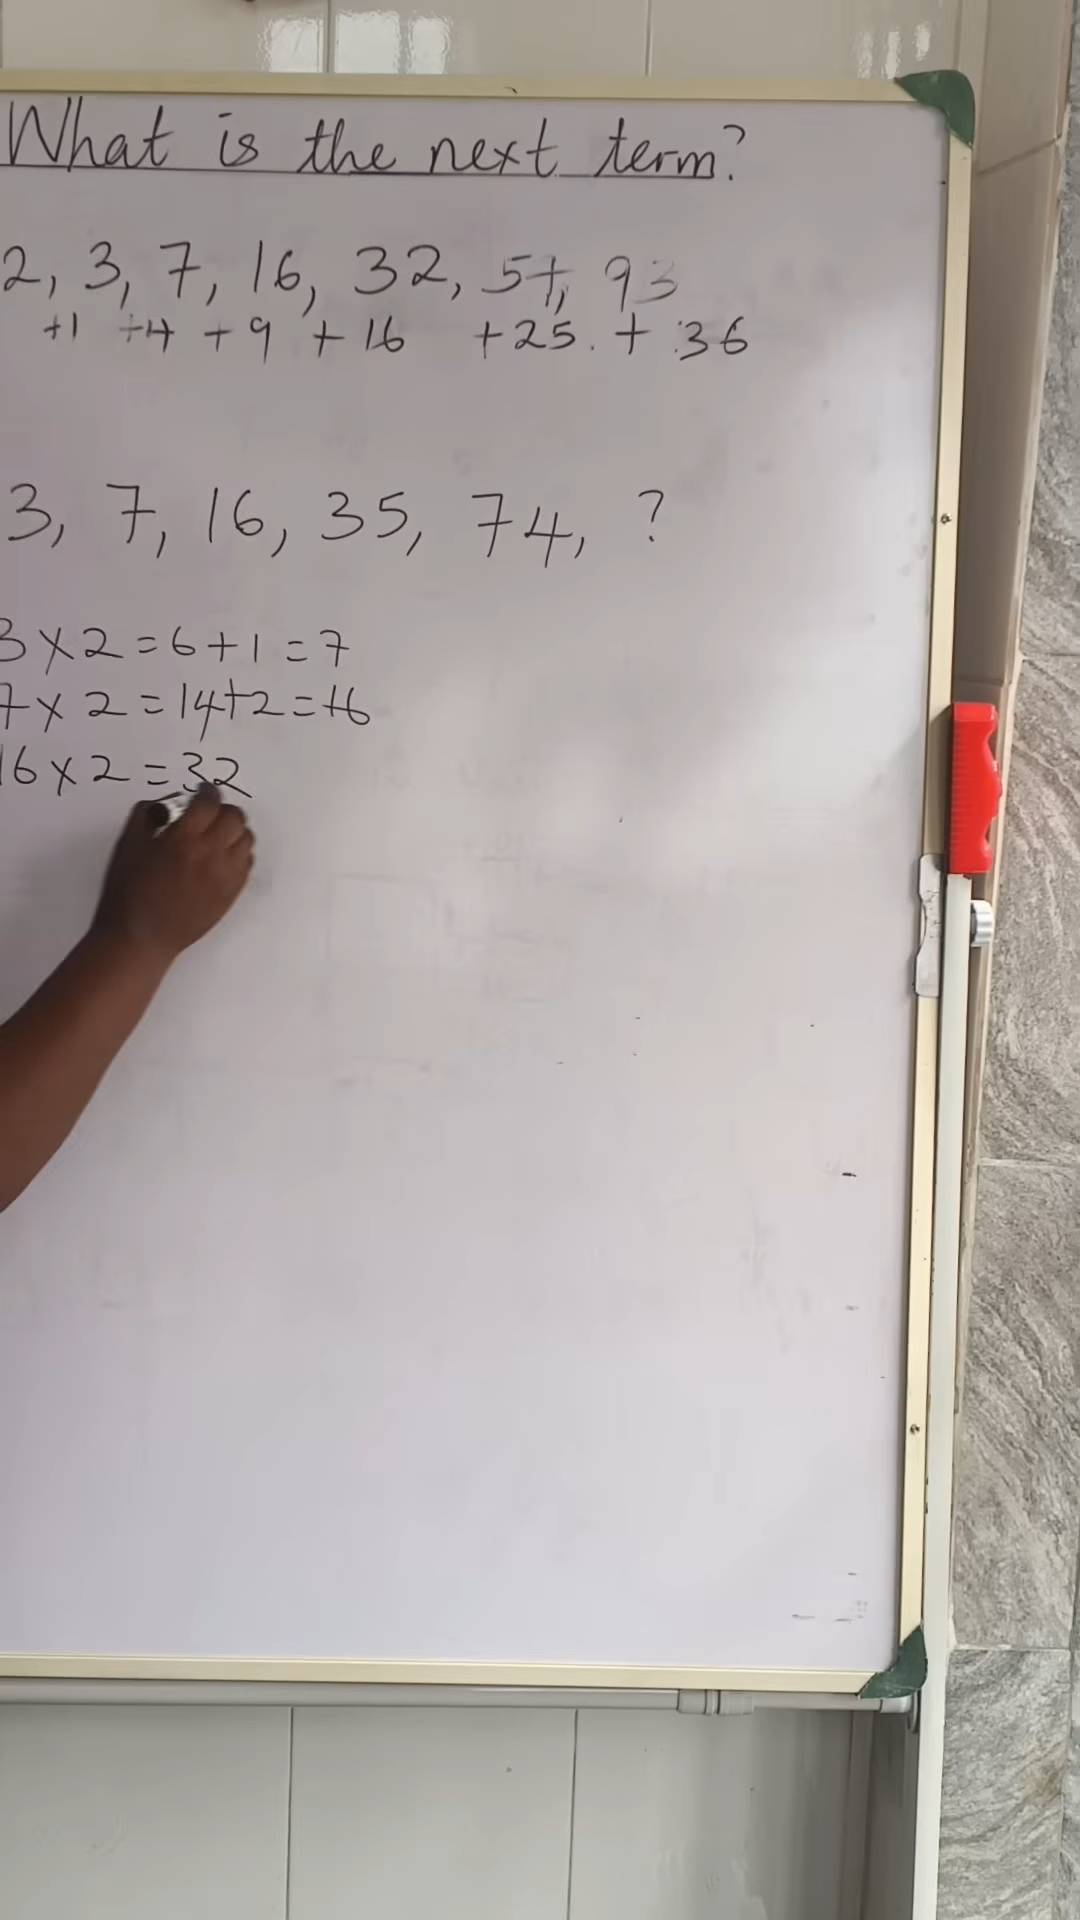 What is the next term?
2, 3, 7, 16, 32, 57, 93
+1 +4 +9 +16 +25. + 36
3, 7, 16, 35, 74, ?
3 x 2 = 6 + 1 = 7
7 x 2 = 14 + 2 = 16
16 x 2 = 32